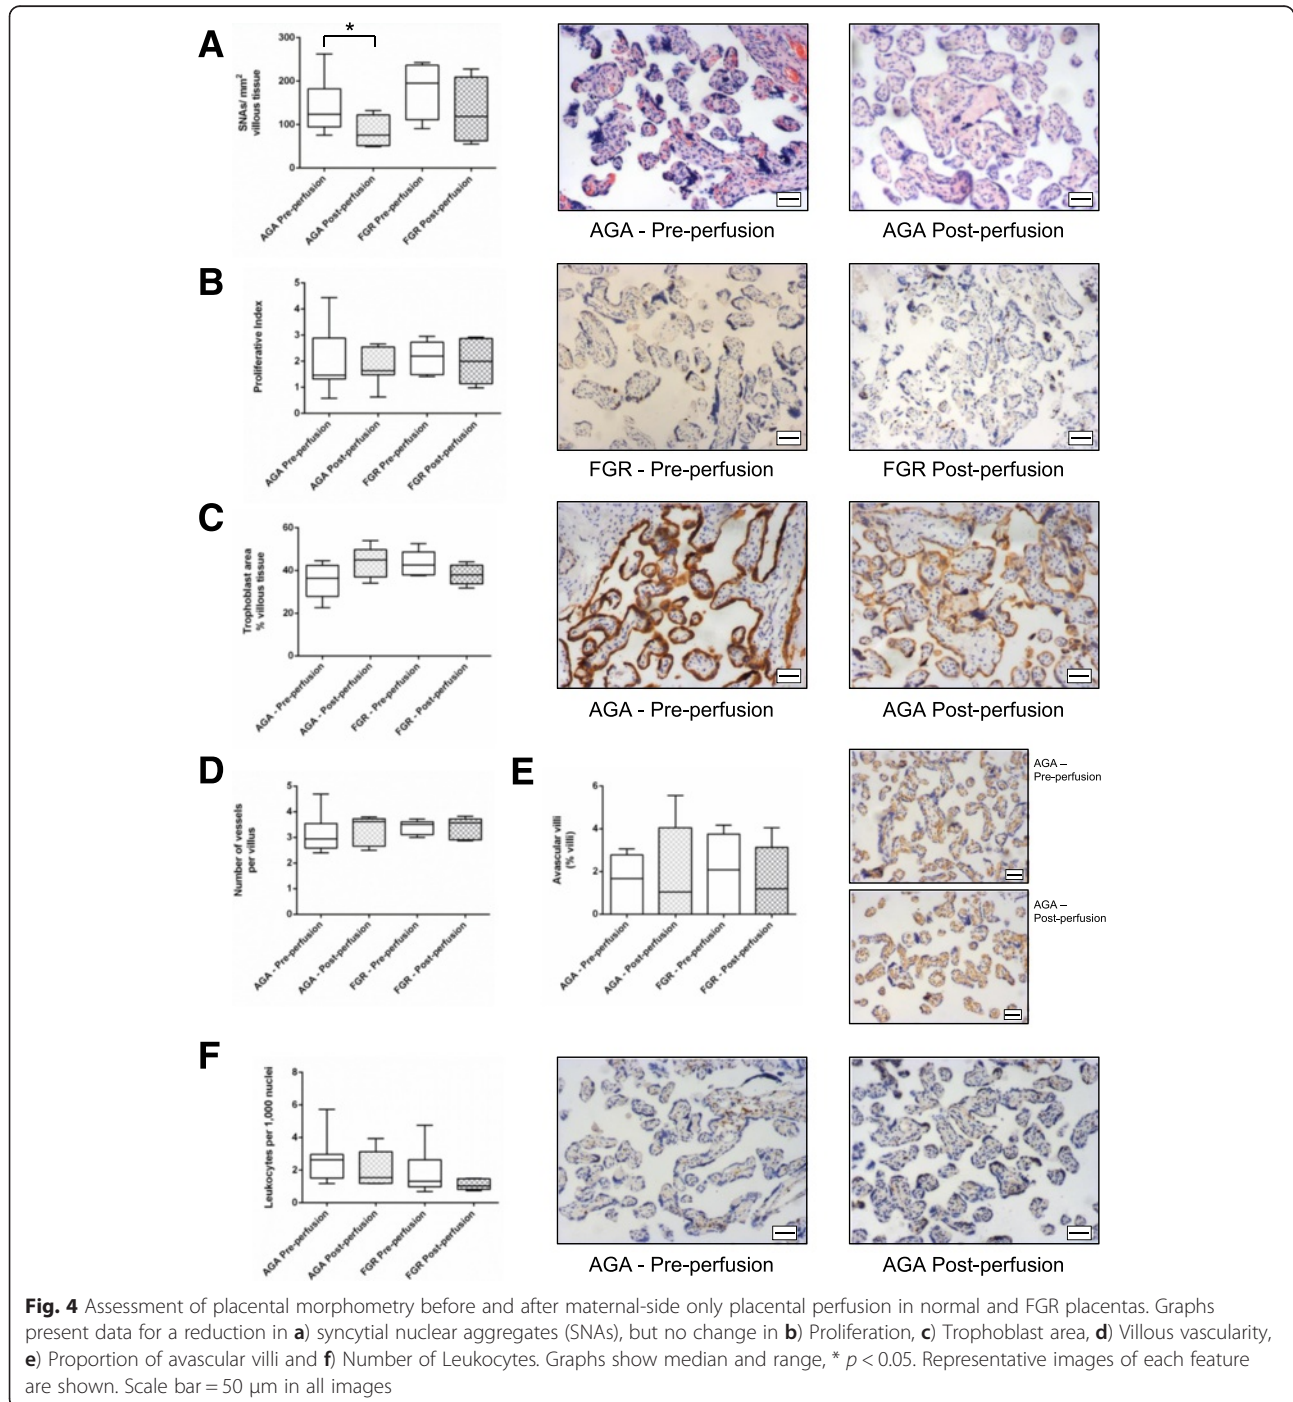 A
SNAs/ mm²
villous tissue
300
200
100
0
*
AGA Pre-perfusion
AGA Post-perfusion
FGR Pre-perfusion
FGR Post-perfusion
AGA - Pre-perfusion
AGA Post-perfusion
B
Proliferative Index
5
4
3
2
1
0
AGA Pre-perfusion
AGA Post-perfusion
FGR Pre-perfusion
FGR Post-perfusion
FGR - Pre-perfusion
FGR Post-perfusion
C
Trophoblast area
% villous tissue
60
40
20
0
AGA - Pre-perfusion
AGA - Post-perfusion
FGR - Pre-perfusion
FGR - Post-perfusion
AGA - Pre-perfusion
AGA Post-perfusion
D
Number of vessels
per villus
5
4
3
2
1
0
AGA - Pre-perfusion
AGA - Post-perfusion
FGR - Pre-perfusion
FGR - Post-perfusion
E
Avascular villi
(% villi)
6
4
2
0
AGA - Pre-perfusion
AGA - Post-perfusion
FGR - Pre-perfusion
FGR - Post-perfusion
AGA –
Pre-perfusion
AGA –
Post-perfusion
F
Leukocytes per 1,000 nuclei
8
6
4
2
0
AGA Pre-perfusion
AGA Post-perfusion
FGR Pre-perfusion
FGR Post-perfusion
AGA - Pre-perfusion
AGA Post-perfusion
Fig. 4 Assessment of placental morphometry before and after maternal-side only placental perfusion in normal and FGR placentas. Graphs
present data for a reduction in a) syncytial nuclear aggregates (SNAs), but no change in b) Proliferation, c) Trophoblast area, d) Villous vascularity,
e) Proportion of avascular villi and f) Number of Leukocytes. Graphs show median and range, * p < 0.05. Representative images of each feature
are shown. Scale bar = 50 μm in all images